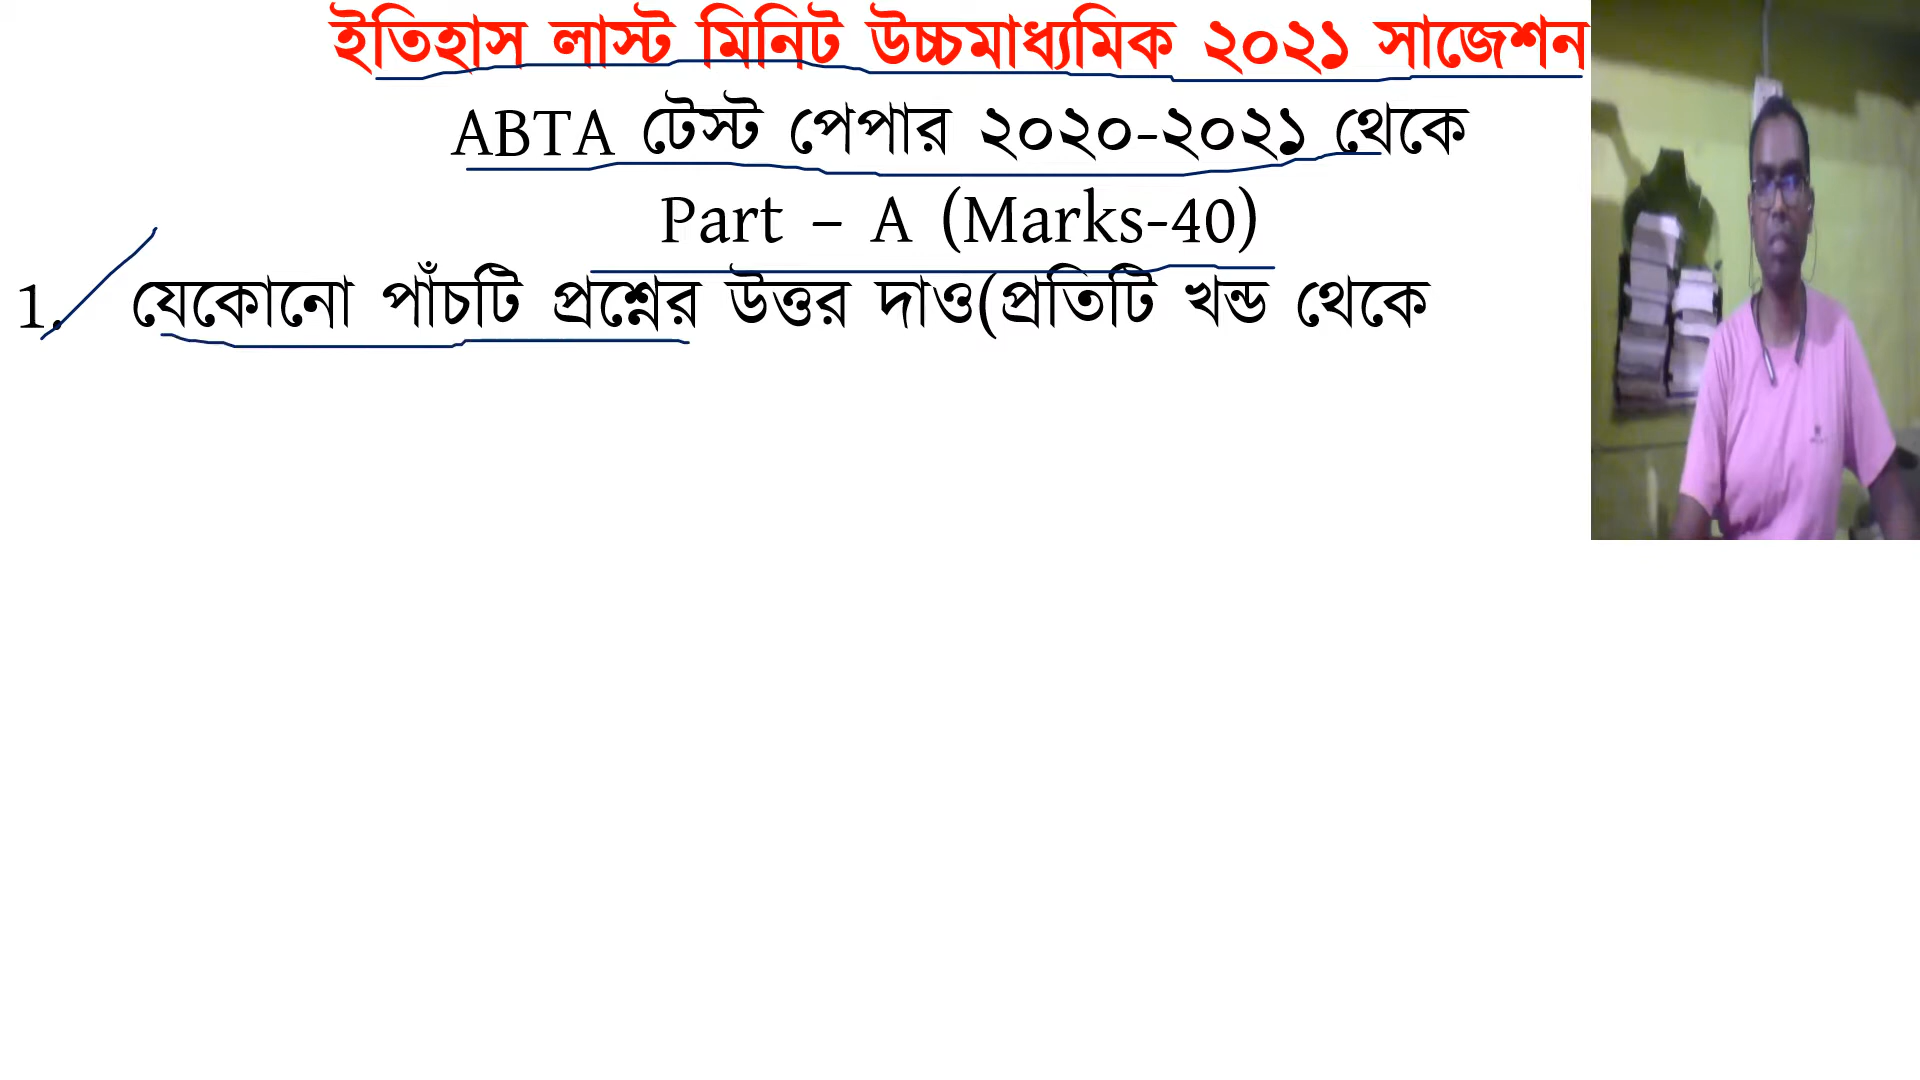 ইতিহাস লাস্ট মিনিট উচ্চমাধ্যমিক ২০২১ সাজেশন
ABTA টেস্ট পেপার ২০২০-২০২১ থেকে
Part – A (Marks-40)
1. যেকোনো পাঁচটি প্রশ্নের উত্তর দাও(প্রতিটি খন্ড থেকে